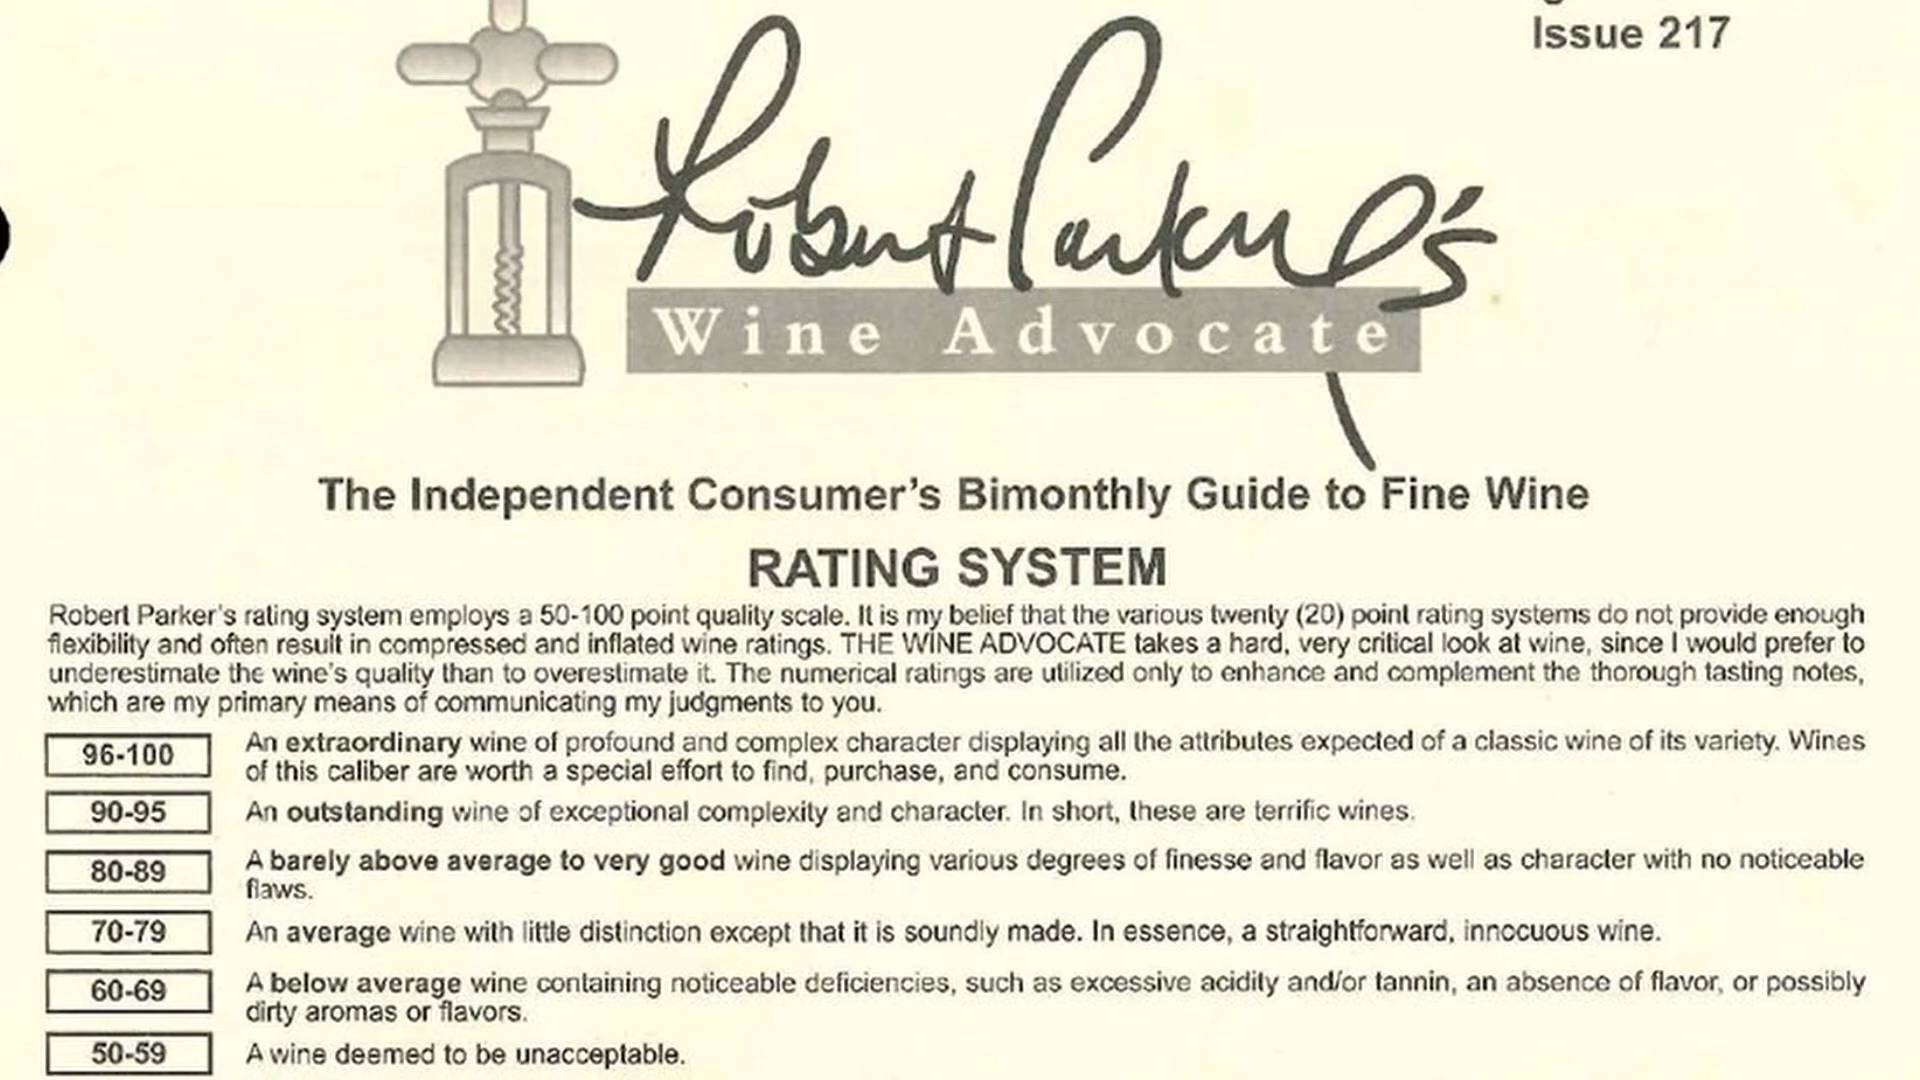 Issue 217
Robert Parker's
Wine Advocate
The Independent Consumer's Bimonthly Guide to Fine Wine
RATING SYSTEM
Robert Parker's rating system employs a 50-100 point quality scale. It is my belief that the various twenty (20) point rating systems do not provide enough
flexibility and often result in compressed and inflated wine ratings. THE WINE ADVOCATE takes a hard, very critical look at wine, since I would prefer to
underestimate the wine's quality than to overestimate it. The numerical ratings are utilized only to enhance and complement the thorough tasting notes,
which are my primary means of communicating my judgments to you.
96-100 An extraordinary wine of profound and complex character displaying all the attributes expected of a classic wine of its variety. Wines
of this caliber are worth a special effort to find, purchase, and consume.
90-95 An outstanding wine of exceptional complexity and character. In short, these are terrific wines.
80-89 A barely above average to very good wine displaying various degrees of finesse and flavor as well as character with no noticeable
flaws.
70-79 An average wine with little distinction except that it is soundly made. In essence, a straightforward, innocuous wine.
60-69 A below average wine containing noticeable deficiencies, such as excessive acidity and/or tannin, an absence of flavor, or possibly
dirty aromas or flavors.
50-59 A wine deemed to be unacceptable.